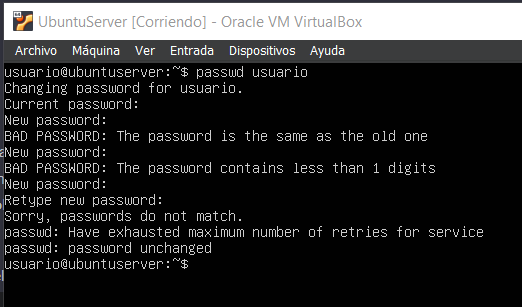 UbuntuServer [Corriendo] - Oracle VM VirtualBox
Archivo Máquina Ver Entrada Dispositivos Ayuda
usuario@ubuntuserver:~$ passwd usuario
Changing password for usuario.
Current password:
New password:
BAD PASSWORD: The password is the same as the old one
New password:
BAD PASSWORD: The password contains less than 1 digits
New password:
Retype new password:
Sorry, passwords do not match.
passwd: Have exhausted maximum number of retries for service
passwd: password unchanged
usuario@ubuntuserver:~$